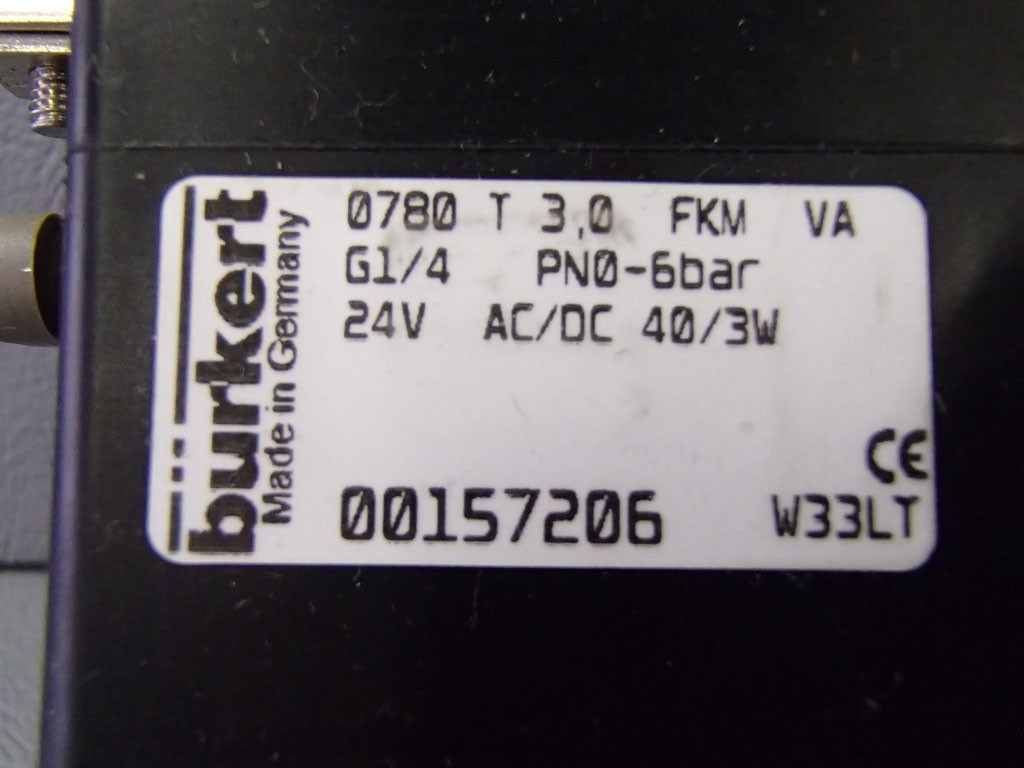 bürkert
Made in Germany
0780 T 3,0 FKM VA
G1/4 PN0-6bar
24V AC/DC 40/3W
CE
00157206 W33LT